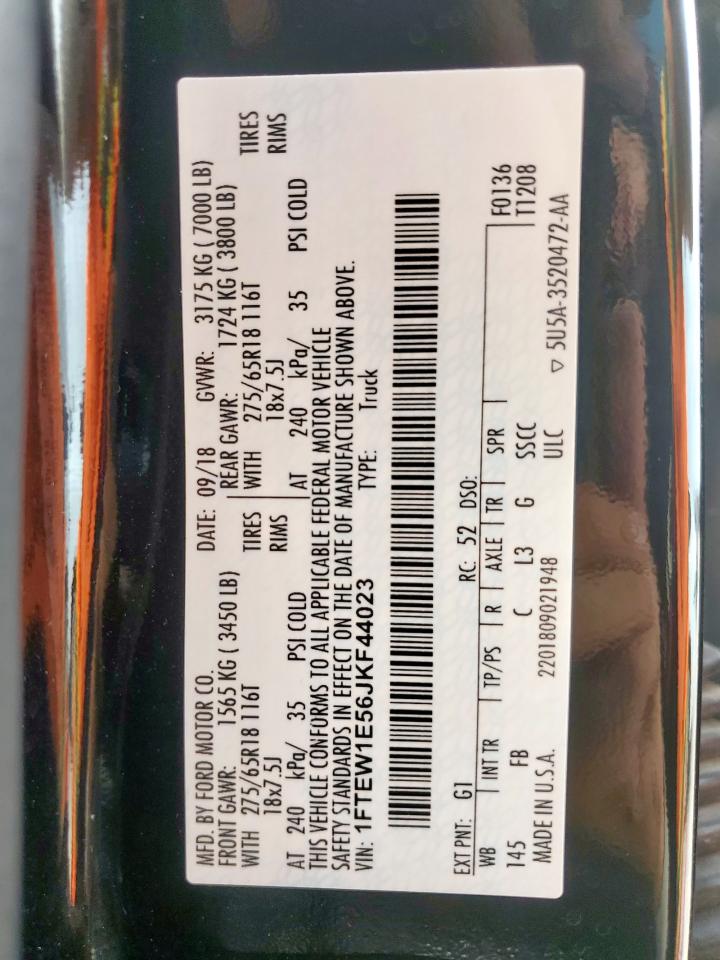 MFD. BY FORD MOTOR CO. DATE: 09/18 GVWR: 3175 KG ( 7000 LB)
FRONT GAWR: 1565 KG ( 3450 LB) REAR GAWR: 1724 KG ( 3800 LB)
WITH 275/65R18 116T TIRES WITH 275/65R18 116T TIRES
18x7.5J RIMS 18x7.5J RIMS
AT 240 kPa/ 35 PSI COLD AT 240 kPa/ 35 PSI COLD
THIS VEHICLE CONFORMS TO ALL APPLICABLE FEDERAL MOTOR VEHICLE
SAFETY STANDARDS IN EFFECT ON THE DATE OF MANUFACTURE SHOWN ABOVE.
VIN: 1FTEW1E56JKF44023 TYPE: Truck
EXT PNT: G1 RC: 52 DSO: F0136
WB INT TR TP/PS R AXLE TR SPR T1208
145 FB C L3 G SSCC
MADE IN U.S.A. 2201809021948 ULC ▽ 5U5A-3520472-AA